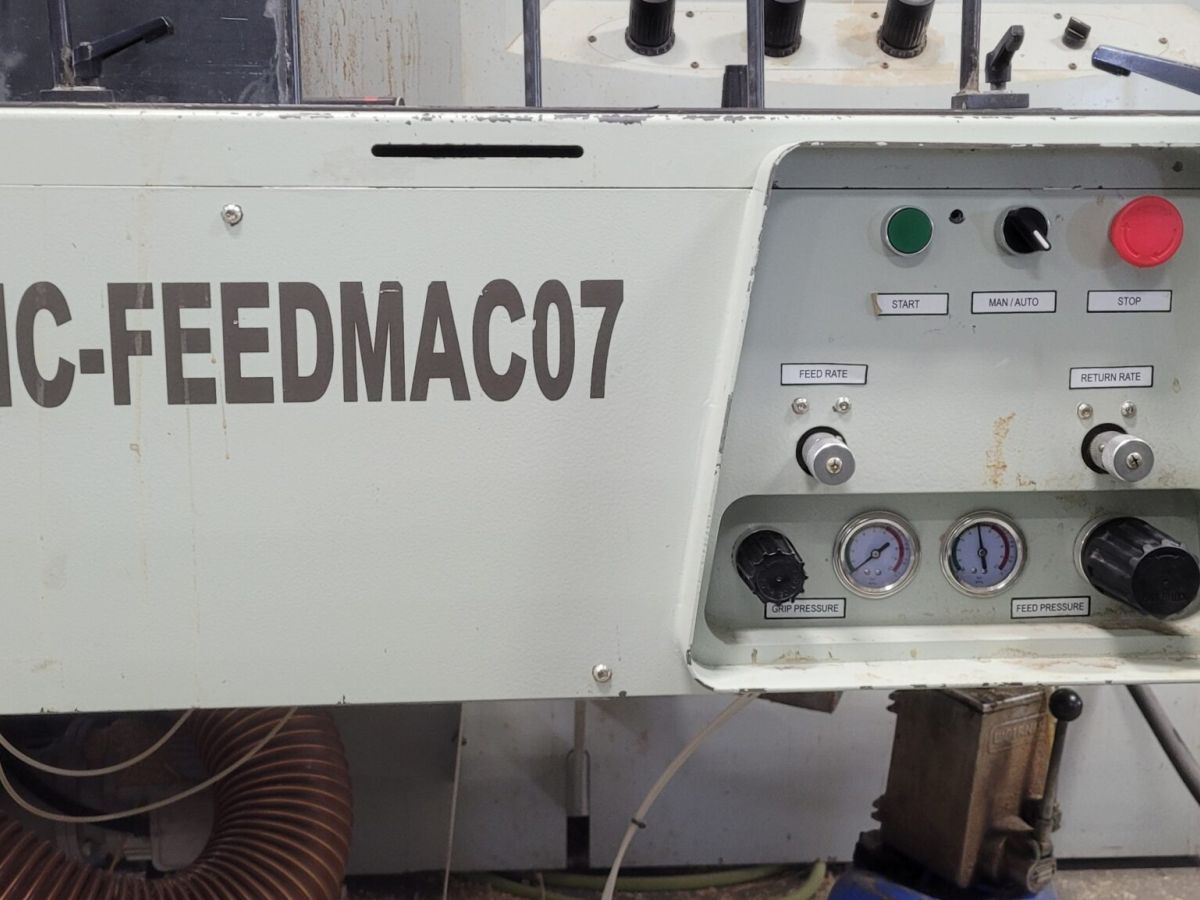 IC-FEEDMAC07
START
MAN / AUTO
STOP
FEED RATE
RETURN RATE
GRIP PRESSURE
FEED PRESSURE